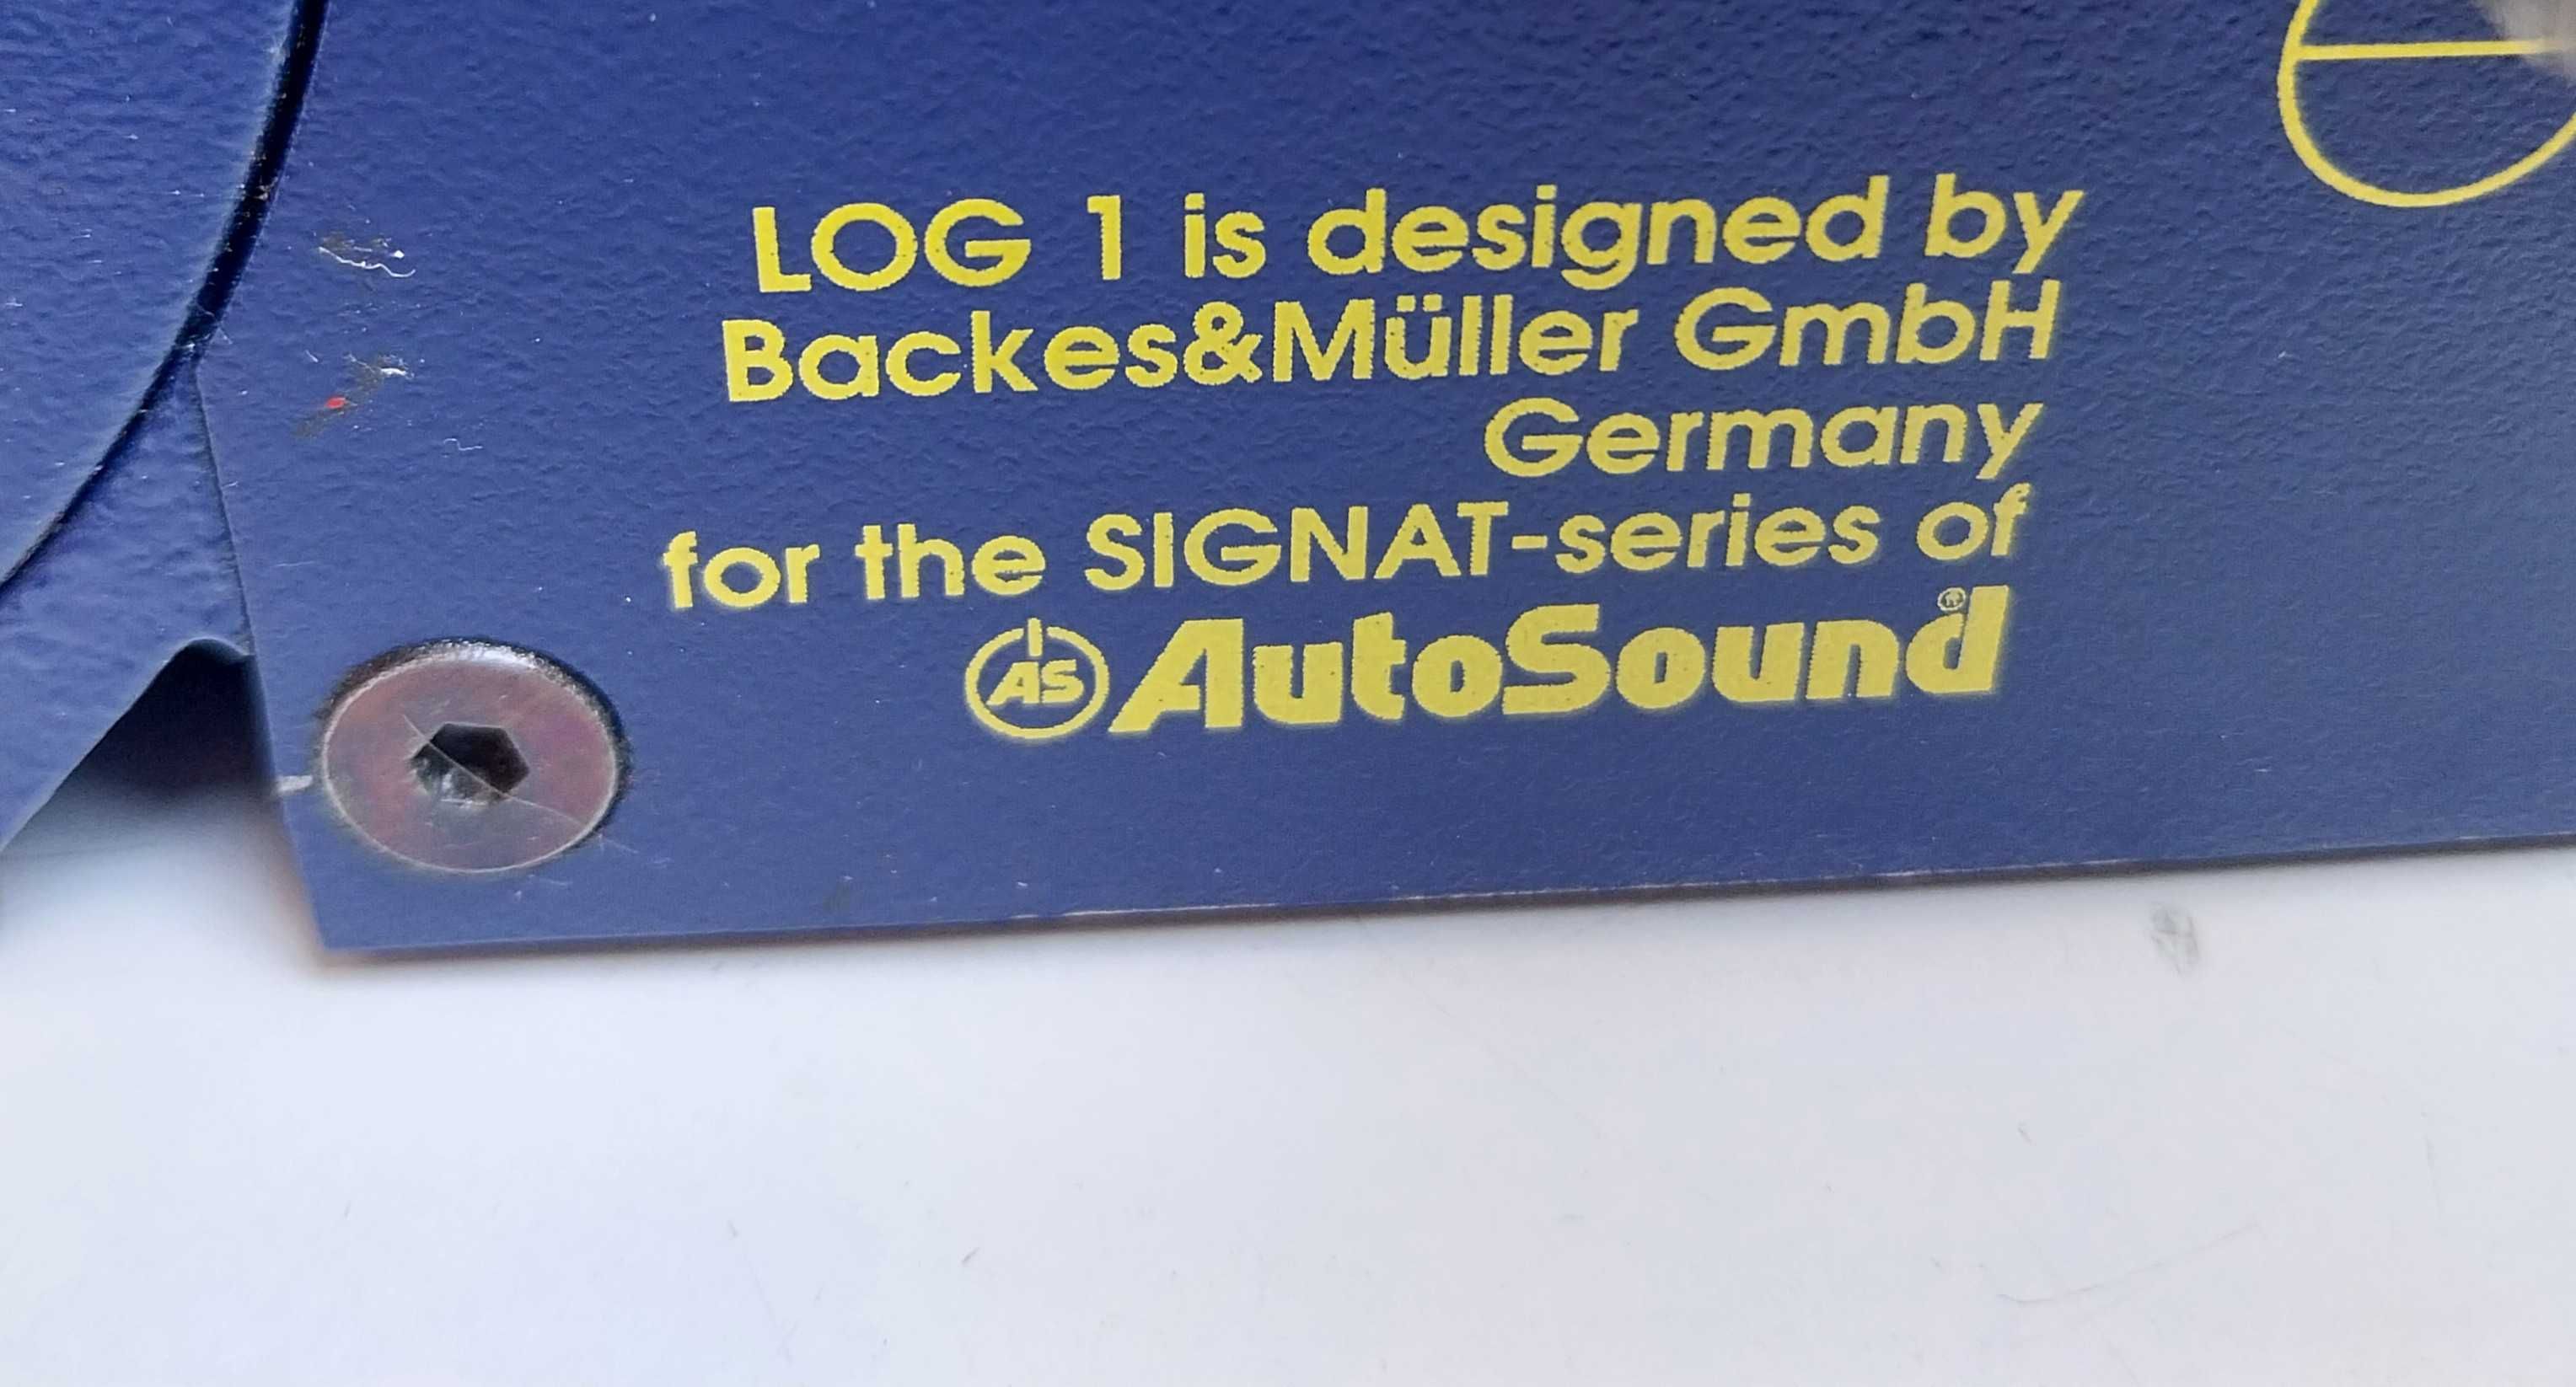 LOG 1 is designed by
Backes&Müller GmbH
Germany
for the SIGNAT-series of
AS AutoSound®